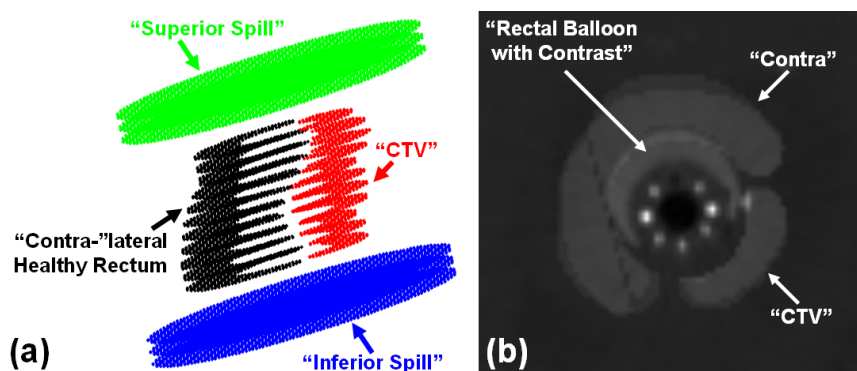 “Superior Spill”
“CTV”
“Contra-”lateral
Healthy Rectum
“Inferior Spill”
(a)
“Rectal Balloon
with Contrast”
“Contra”
“CTV”
(b)